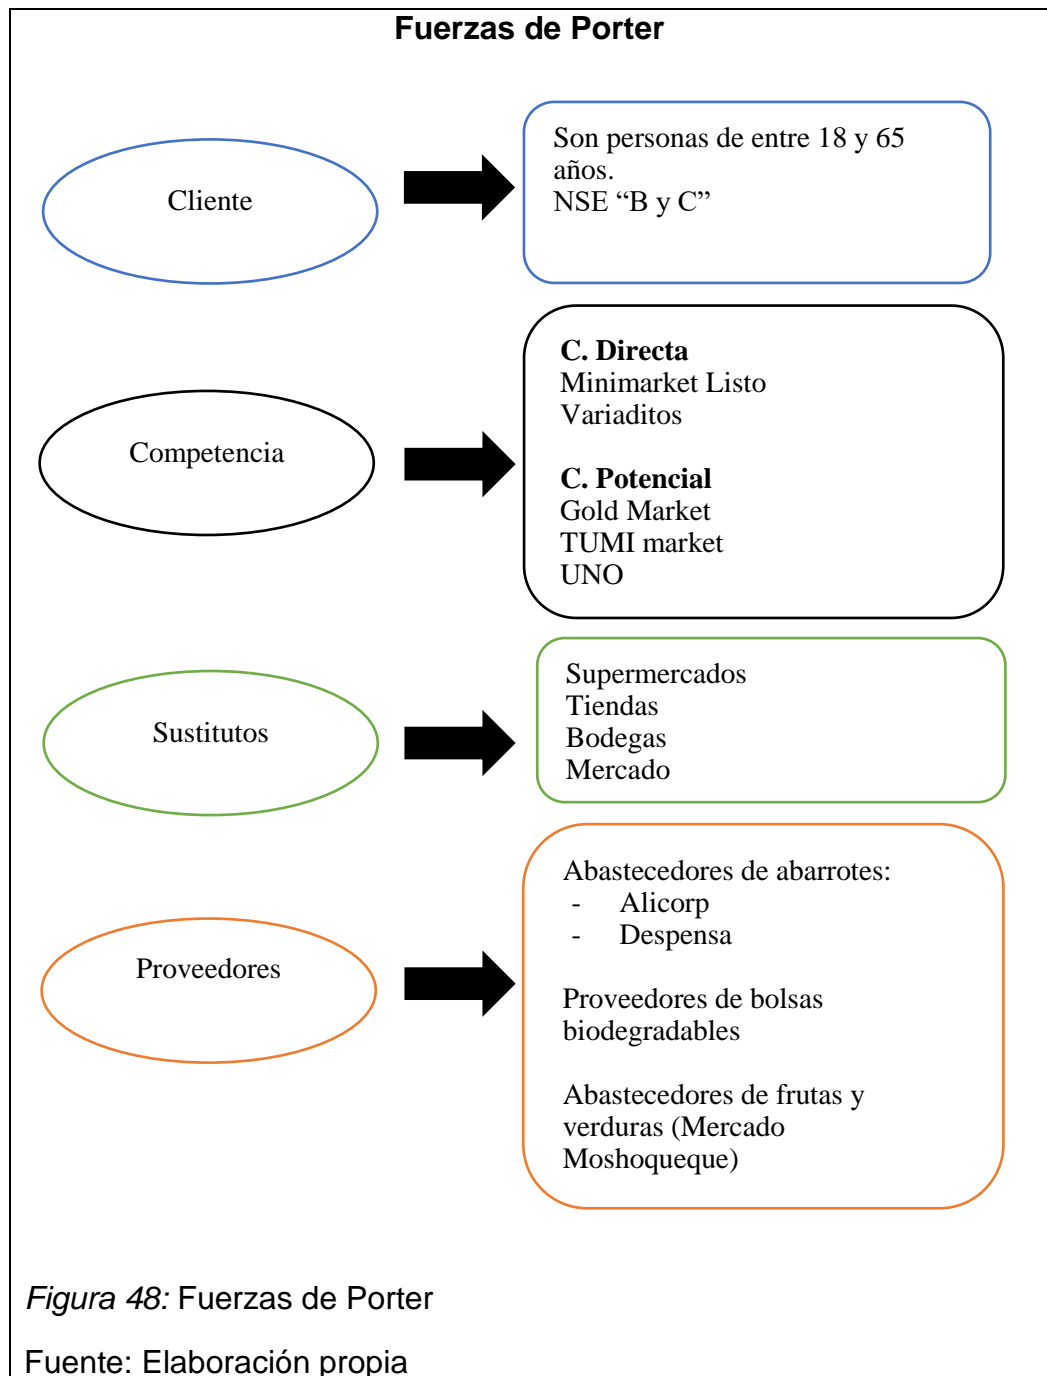 Fuerzas de Porter
Cliente
Son personas de entre 18 y 65
años.
NSE “B y C”
Competencia
C. Directa
Minimarket Listo
Variaditos
C. Potencial
Gold Market
TUMI market
UNO
Sustitutos
Supermercados
Tiendas
Bodegas
Mercado
Proveedores
Abastecedores de abarrotes:
- Alicorp
- Despensa
Proveedores de bolsas
biodegradables
Abastecedores de frutas y
verduras (Mercado
Moshoqueque)
Figura 48: Fuerzas de Porter
Fuente: Elaboración propia